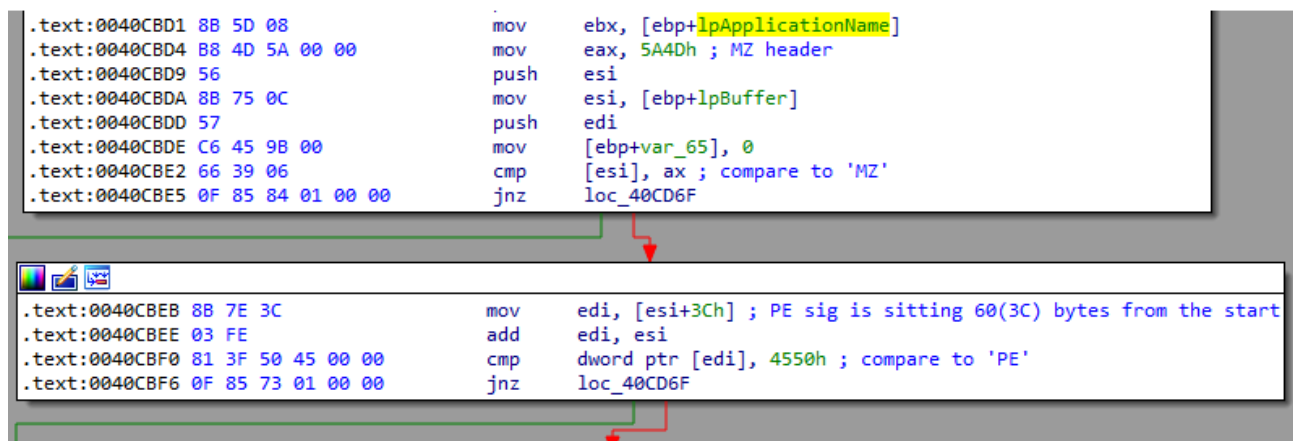 .text:0040CBD1 8B 5D 08 mov ebx, [ebp+lpApplicationName]
.text:0040CBD4 B8 4D 5A 00 00 mov eax, 5A4Dh ; MZ header
.text:0040CBD9 56 push esi
.text:0040CBDA 8B 75 0C mov esi, [ebp+lpBuffer]
.text:0040CBDD 57 push edi
.text:0040CBDE C6 45 9B 00 mov [ebp+var_65], 0
.text:0040CBE2 66 39 06 cmp [esi], ax ; compare to 'MZ'
.text:0040CBE5 0F 85 84 01 00 00 jnz loc_40CD6F
.text:0040CBEB 8B 7E 3C mov edi, [esi+3Ch] ; PE sig is sitting 60(3C) bytes from the start
.text:0040CBEE 03 FE add edi, esi
.text:0040CBF0 81 3F 50 45 00 00 cmp dword ptr [edi], 4550h ; compare to 'PE'
.text:0040CBF6 0F 85 73 01 00 00 jnz loc_40CD6F